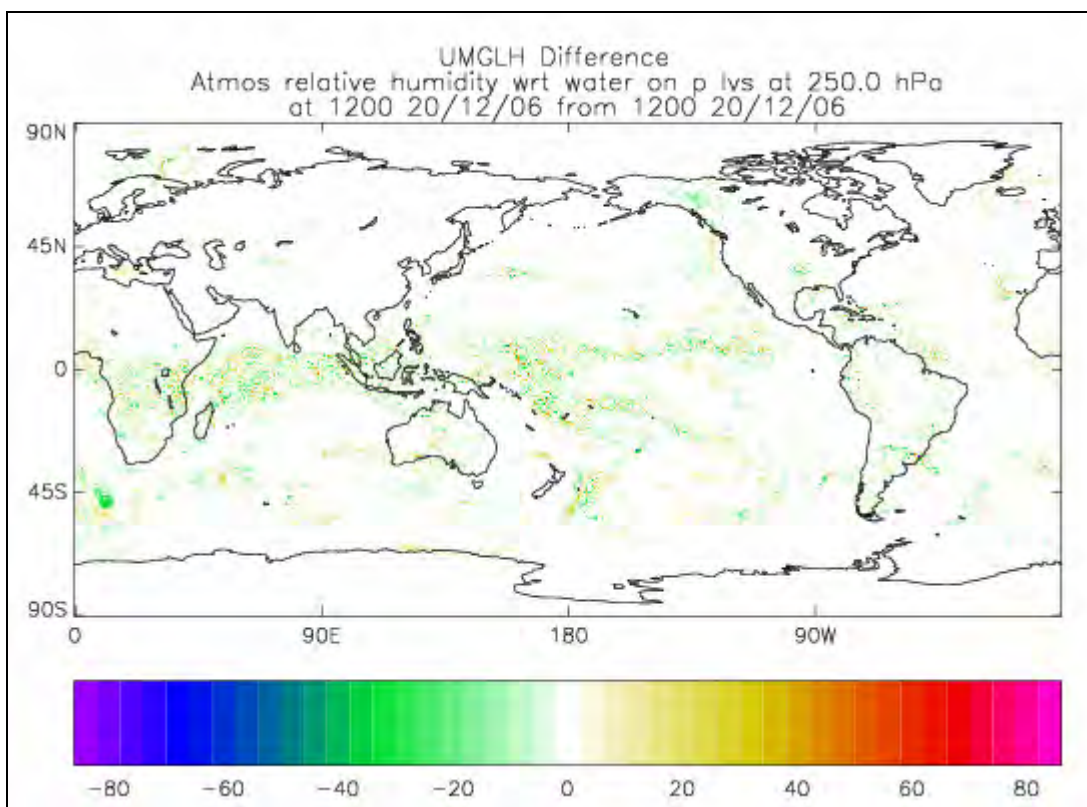 UMGLH Difference
Atmos relative humidity wrt water on p lvs at 250.0 hPa
at 1200 20/12/06 from 1200 20/12/06
90N
45N
0
45S
90S
0 90E 180 90W
−80 −60 −40 −20 0 20 40 60 80